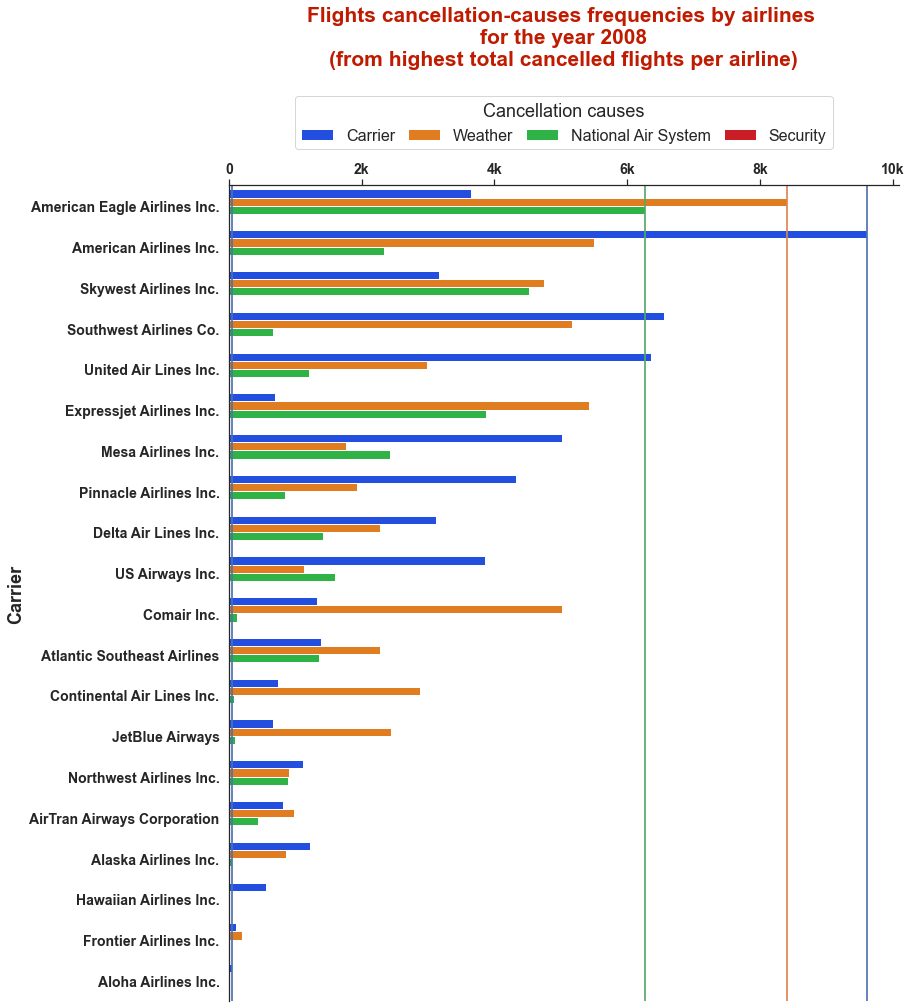 Flights cancellation-causes frequencies by airlines
for the year 2008
(from highest total cancelled flights per airline)
Cancellation causes
Carrier Weather National Air System Security
0 2k 4k 6k 8k 10k
American Eagle Airlines Inc.
American Airlines Inc.
Skywest Airlines Inc.
Southwest Airlines Co.
United Air Lines Inc.
Expressjet Airlines Inc.
Mesa Airlines Inc.
Pinnacle Airlines Inc.
Delta Air Lines Inc.
US Airways Inc.
Comair Inc.
Atlantic Southeast Airlines
Continental Air Lines Inc.
JetBlue Airways
Northwest Airlines Inc.
AirTran Airways Corporation
Alaska Airlines Inc.
Hawaiian Airlines Inc.
Frontier Airlines Inc.
Aloha Airlines Inc.
Carrier